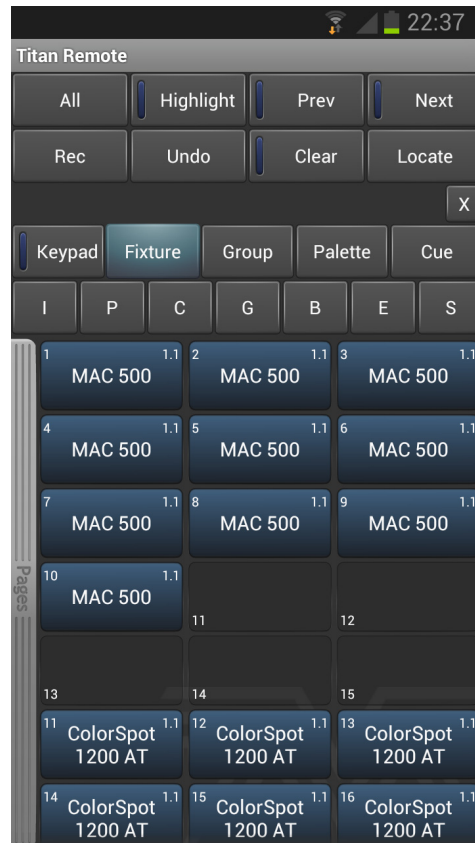 22:37
Titan Remote
All Highlight Prev Next
Rec Undo Clear Locate
X
Keypad Fixture Group Palette Cue
I P C G B E S
1 1.1 2 1.1 3 1.1
MAC 500 MAC 500 MAC 500
4 1.1 5 1.1 6 1.1
MAC 500 MAC 500 MAC 500
7 1.1 8 1.1 9 1.1
MAC 500 MAC 500 MAC 500
Pages
10 1.1
MAC 500
11 12
13 14 15
11 1.1 12 1.1 13 1.1
ColorSpot ColorSpot ColorSpot
1200 AT 1200 AT 1200 AT
14 1.1 15 1.1 16 1.1
ColorSpot ColorSpot ColorSpot
1200 AT 1200 AT 1200 AT